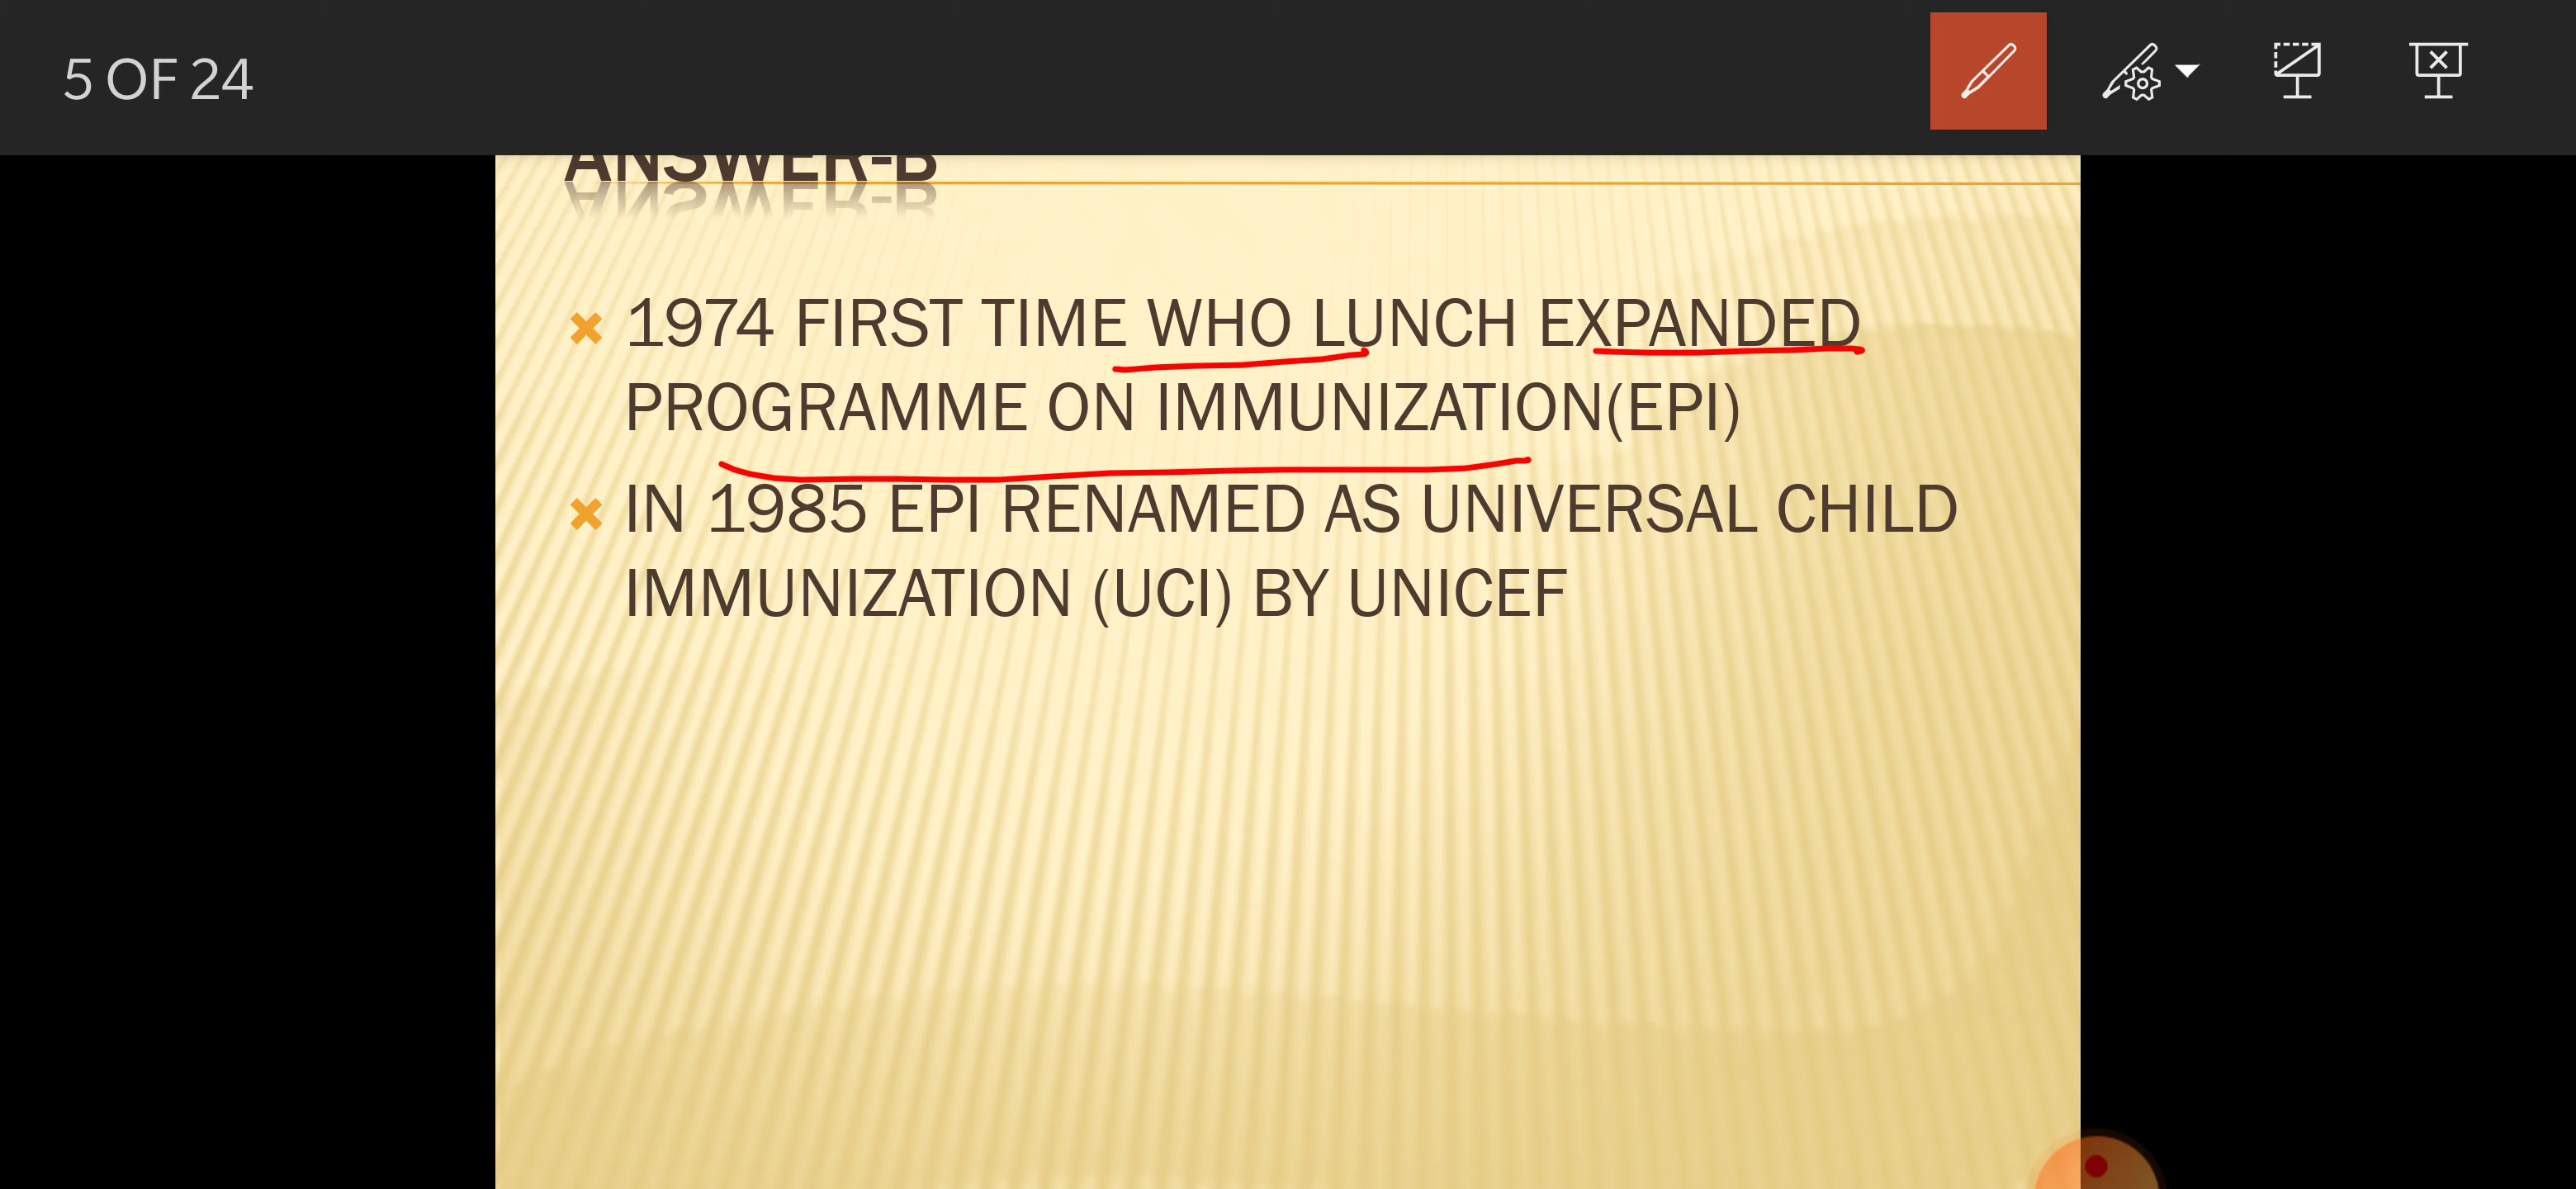 5 OF 24
ANSWER-B
1974 FIRST TIME WHO LUNCH EXPANDED
PROGRAMME ON IMMUNIZATION(EPI)
IN 1985 EPI RENAMED AS UNIVERSAL CHILD
IMMUNIZATION (UCI) BY UNICEF